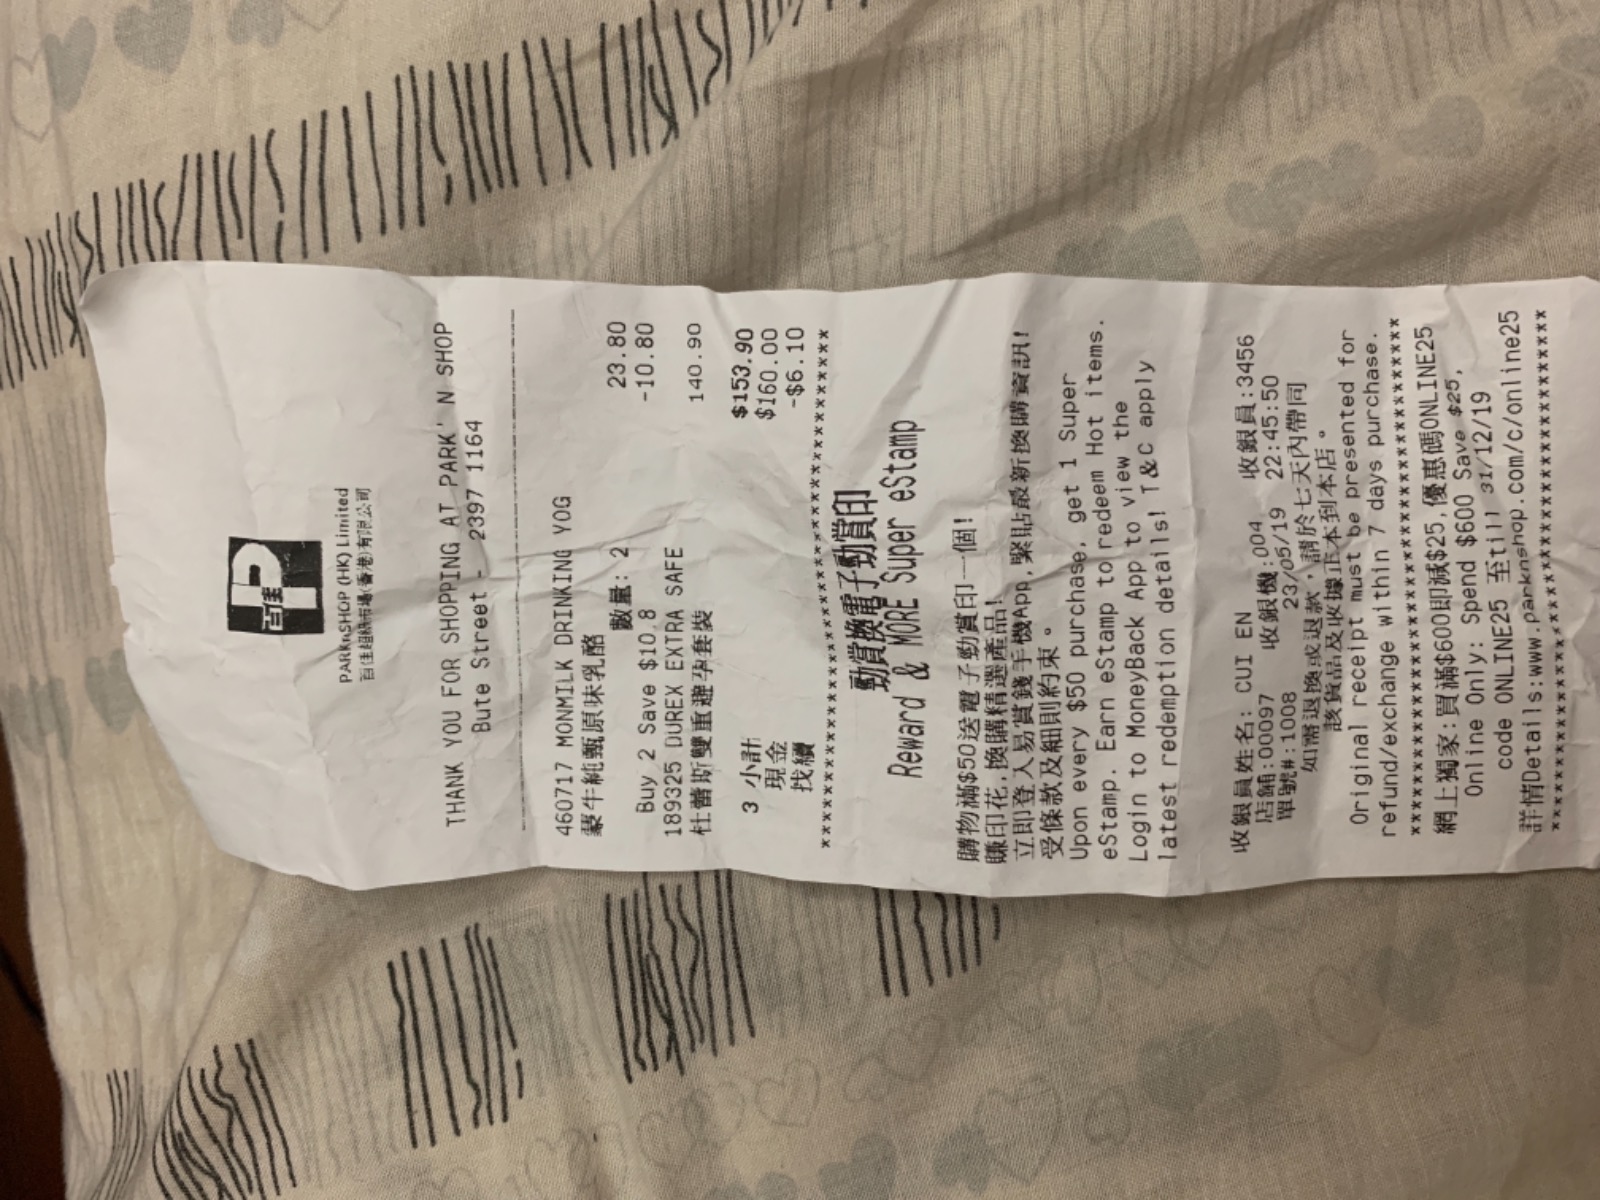 百佳
P
PARKnSHOP (HK) Limited
百佳超級市場(香港)有限公司
THANK YOU FOR SHOPPING AT PARK'N SHOP
Bute Street - 2397 1164
460717 MONMILK DRINKING YOG
蒙牛純甄原味乳酪
數量: 2 23.80
Buy 2 Save $10.8 -10.80
189325 DUREX EXTRA SAFE
杜蕾斯雙重避孕套裝 140.90
3 小計 $153.90
現金 $160.00
找續 -$6.10
************************************
勁賞換電子勁賞印
Reward & MORE Super eStamp
購物滿$50送電子勁賞印一個!
賺印花,換購精選產品!
立即登入易賞錢手機App,緊貼最新換購資訊!
受條款及細則約束。
Upon every $50 purchase, get 1 Super
eStamp. Earn eStamp to redeem Hot items.
Login to MoneyBack App to view the
latest redemption details! T&C apply
收銀員姓名: CUI EN 收銀員:3456
店舖:00097 收銀機:004
單號#:1008 23/05/19 22:45:50
如需退換或退款,請於七天內帶同
該貨品及收據正本到本店。
Original receipt must be presented for
refund/exchange within 7 days purchase.
************************************
網上獨家:買滿$600即減$25,優惠碼ONLINE25
Online Only: Spend $600 Save $25,
code ONLINE25 至till 31/12/19
詳情Details:www.parknshop.com/c/online25
************************************